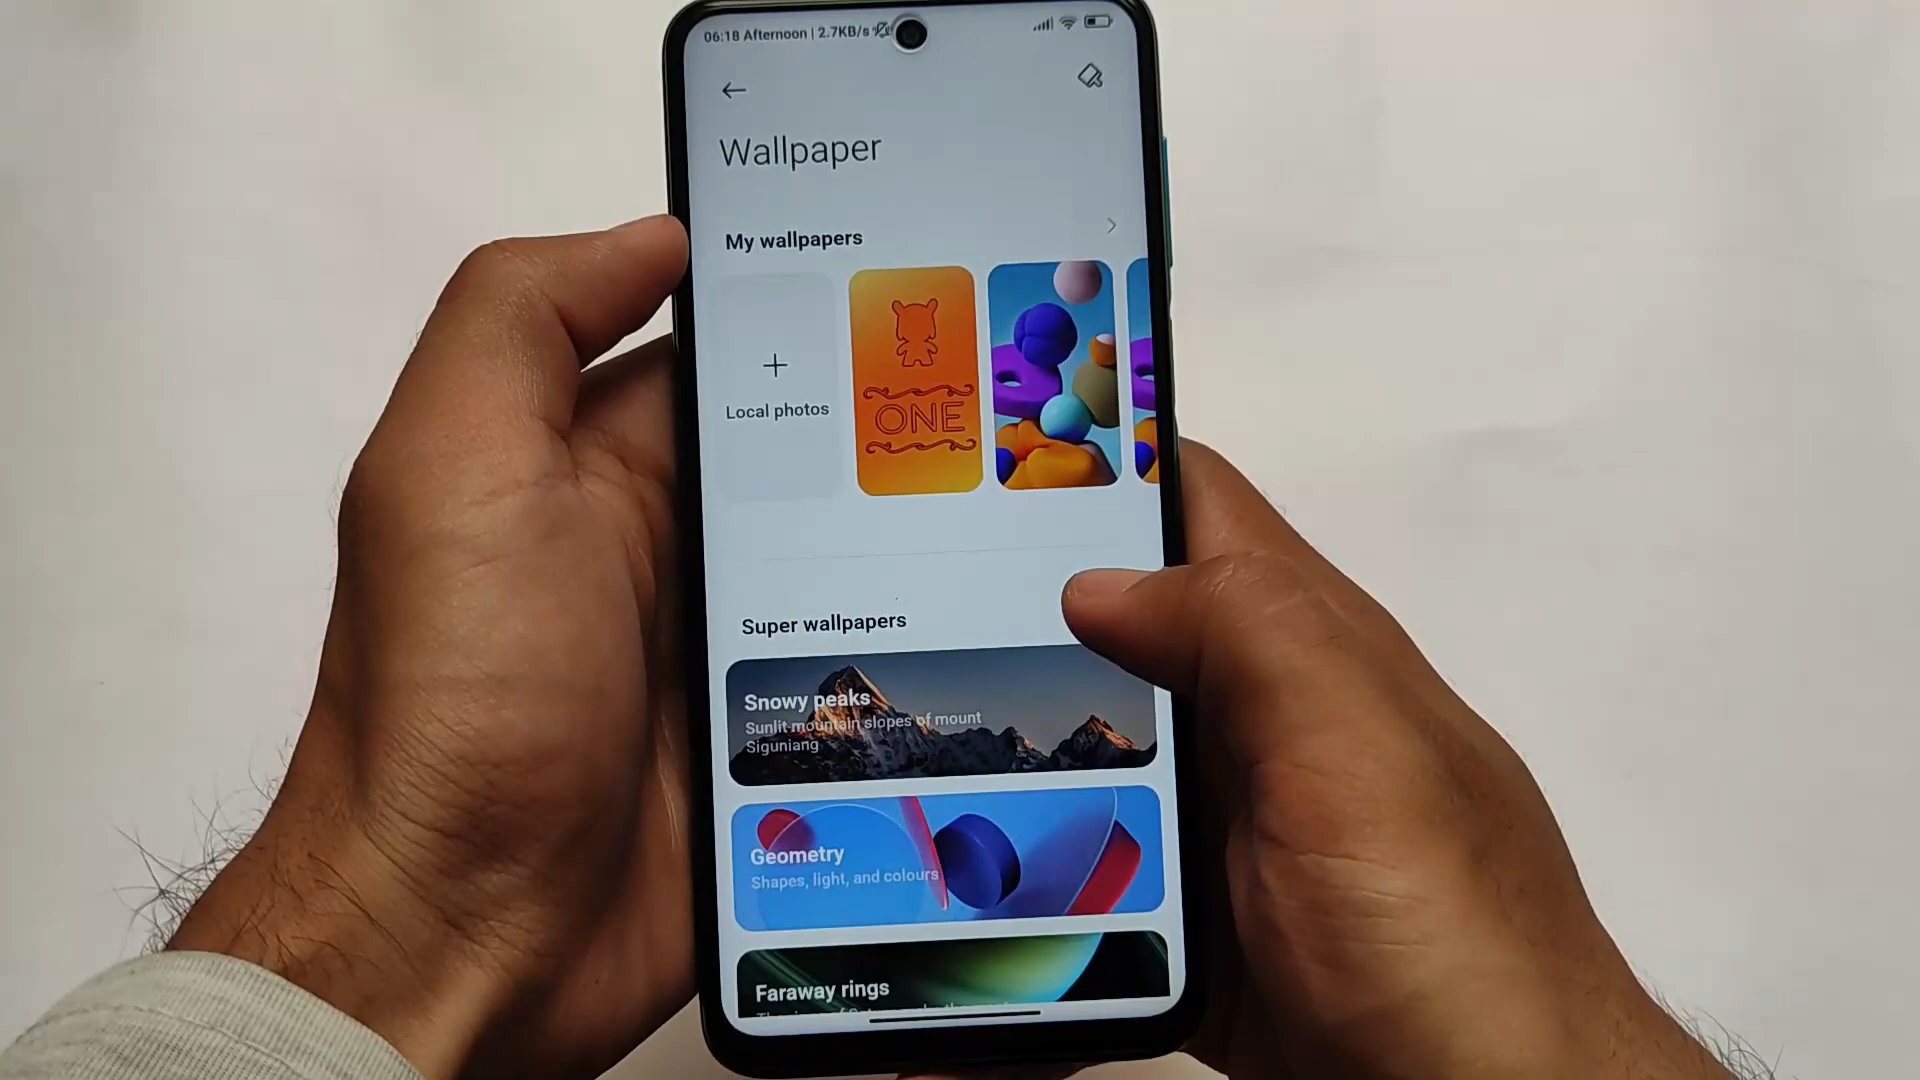 06:18 Afternoon | 2.7KB/s
Wallpaper
My wallpapers
Local photos
ONE
Super wallpapers
Snowy peaks
Sunlit mountain slopes of mount
Siguniang
Geometry
Shapes, light, and colours
Faraway rings